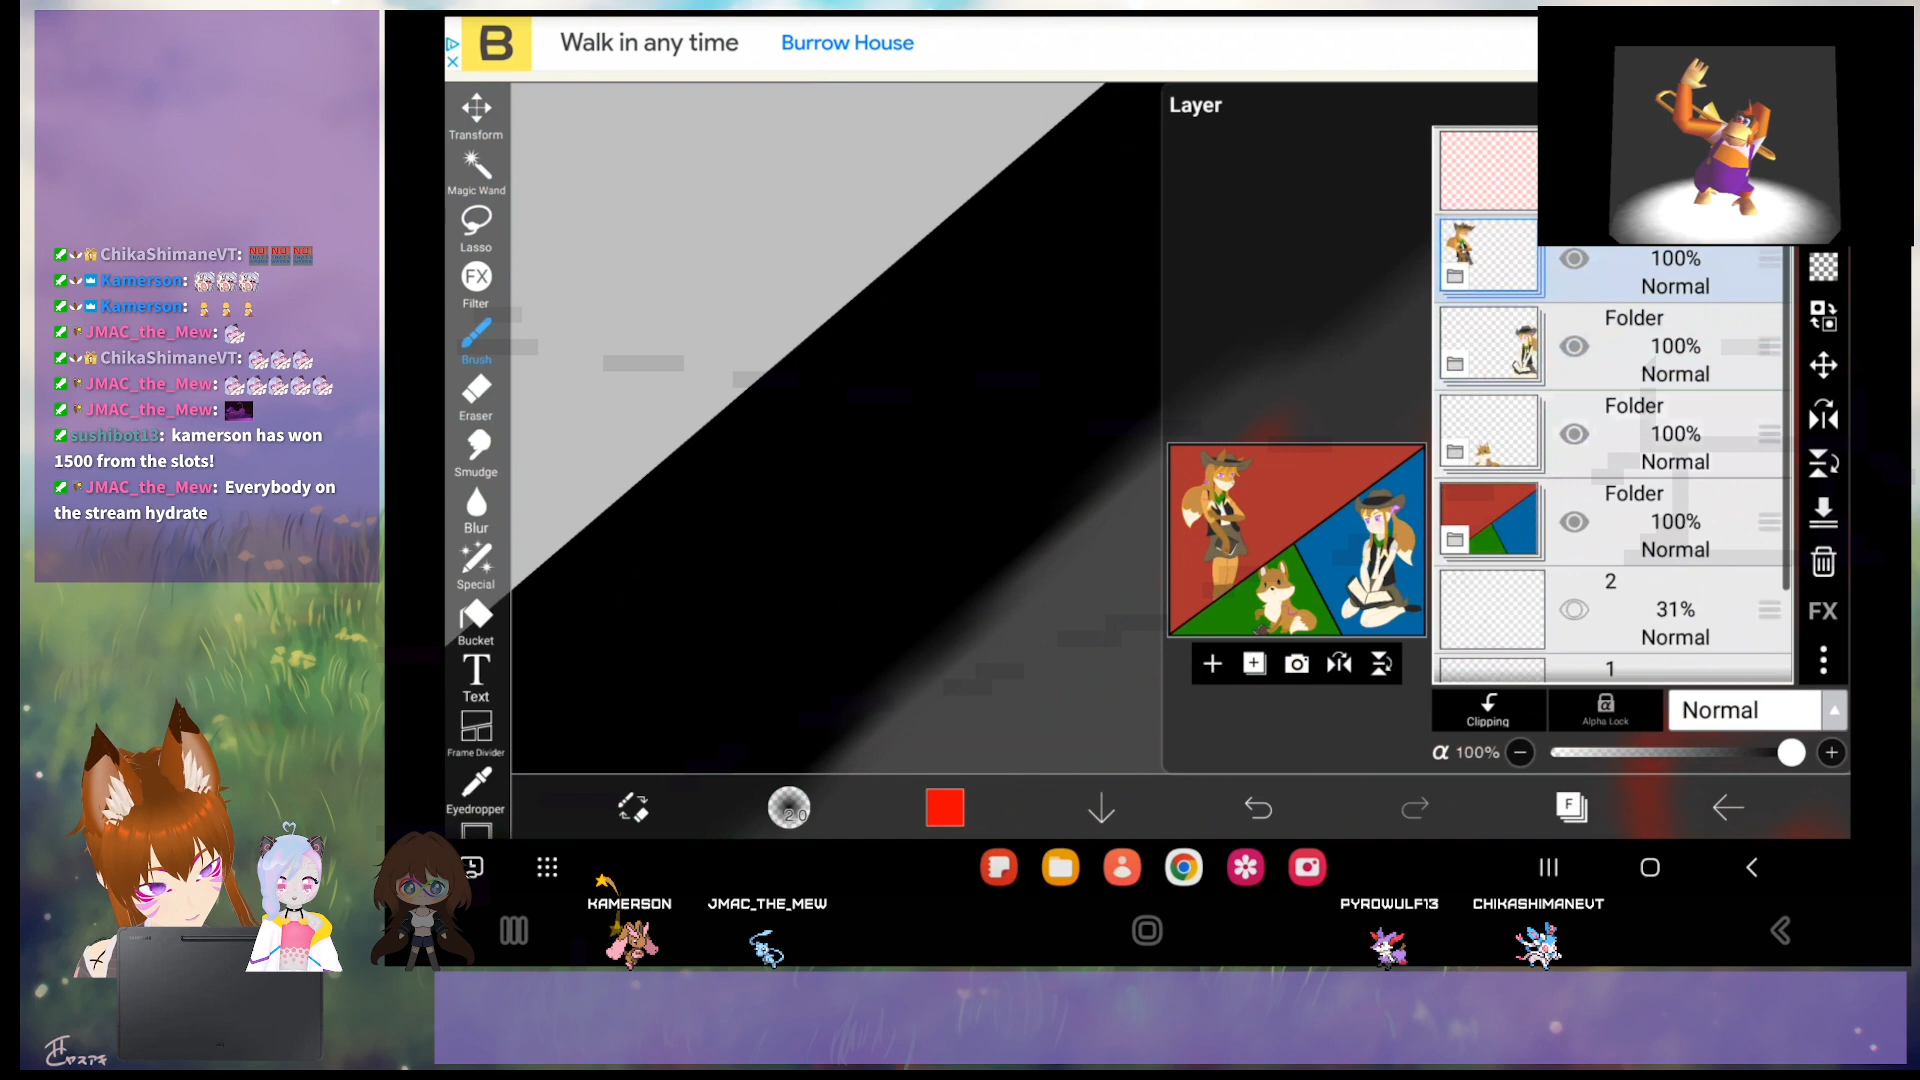 B Walk in any time Burrow House
ChikaShimaneVT:
Kamerson:
Kamerson:
JMAC_the_Mew:
ChikaShimaneVT:
JMAC_the_Mew:
JMAC_the_Mew:
sushibot13: kamerson has won
1500 from the slots!
JMAC_the_Mew: Everybody on
the stream hydrate
Transform
Magic Wand
Lasso
FX
Filter
Brush
Eraser
Smudge
Blur
Special
Bucket
T
Text
Frame Divider
Eyedropper
Layer
100%
Normal
Folder
100%
Normal
Folder
100%
Normal
Folder
100%
Normal
2
31%
Normal
1
FX
Clipping
Alpha Lock
Normal
α 100%
2.0
F
KAMERSON
JMAC_THE_MEW
PYROWULF13
CHIKASHIMANEVT